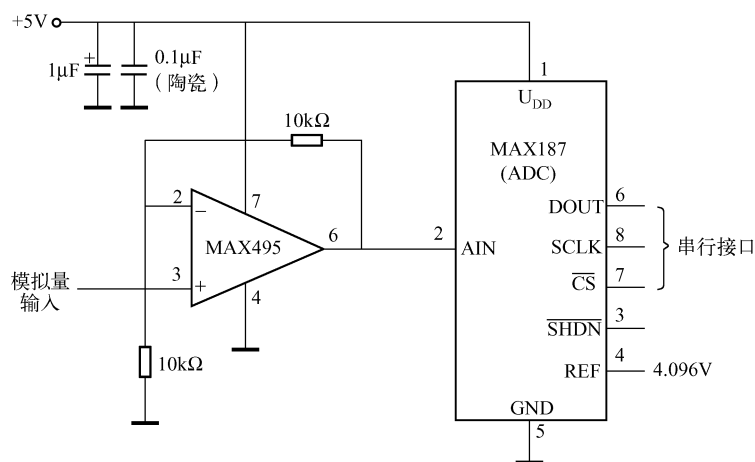 +5V
1μF
+
0.1μF
(陶瓷)
10kΩ
2
−
7
MAX495
6
3
+
4
模拟量
输入
10kΩ
1
U_DD
MAX187
(ADC)
2
AIN
DOUT
6
SCLK
8
C̅S̅
7
串行接口
S̅H̅D̅N̅
3
REF
4
4.096V
GND
5